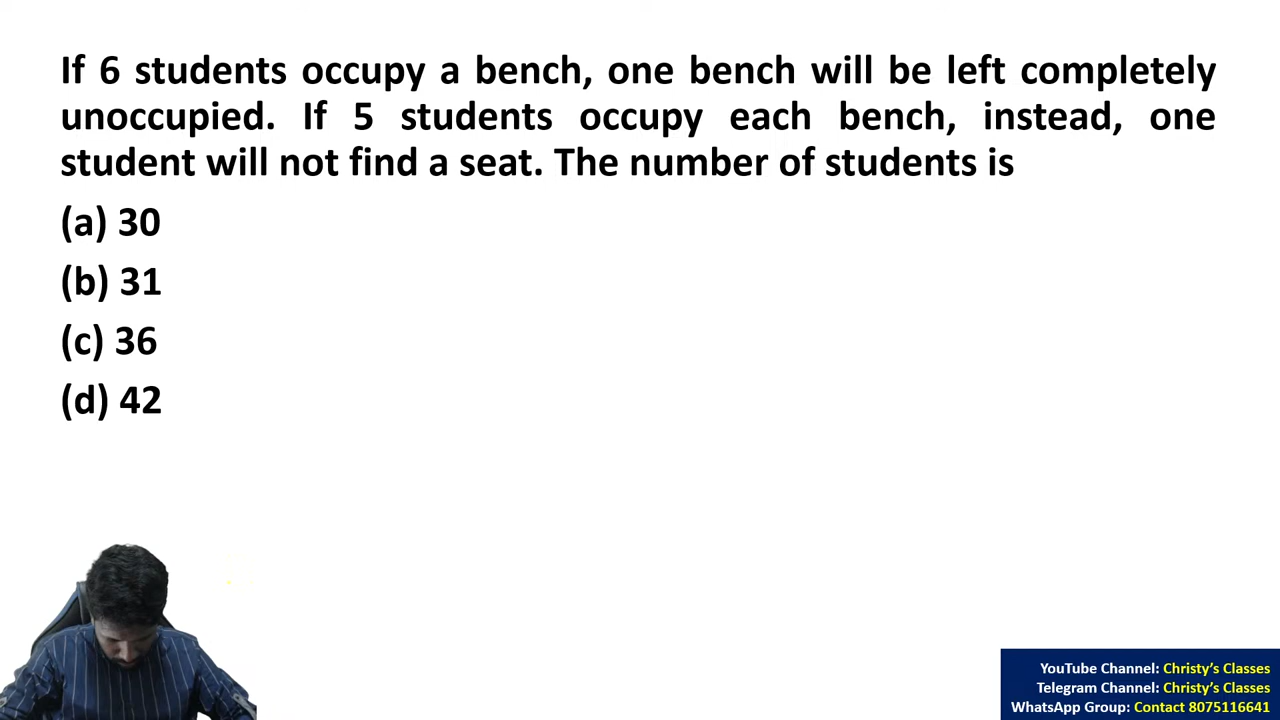 If 6 students occupy a bench, one bench will be left completely
unoccupied. If 5 students occupy each bench, instead, one
student will not find a seat. The number of students is
(a) 30
(b) 31
(c) 36
(d) 42
YouTube Channel: Christy's Classes
Telegram Channel: Christy's Classes
WhatsApp Group: Contact 8075116641